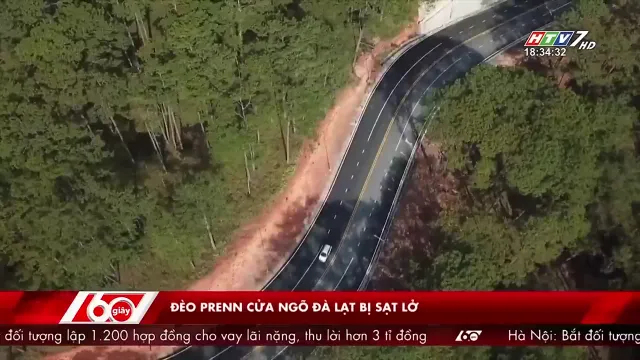 HTV7 HD
18:34:32
60 giây
ĐÈO PRENN CỬA NGÕ ĐÀ LẠT BỊ SẠT LỞ
đối tượng lập 1.200 hợp đồng cho vay lãi nặng, thu lời hơn 3 tỉ đồng 60 Hà Nội: Bắt đối tượng